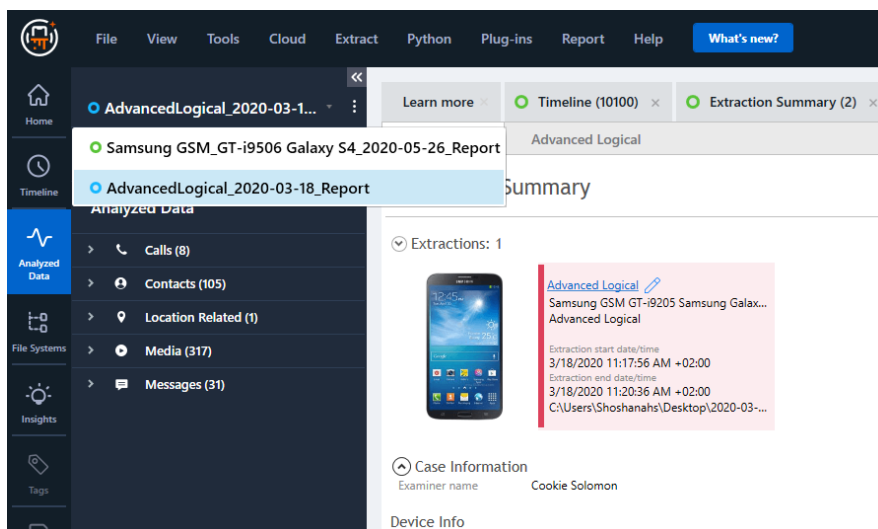 File View Tools Cloud Extract Python Plug-ins Report Help What's new?
Home
Timeline
Analyzed
Data
File Systems
Insights
Tags
AdvancedLogical_2020-03-1...
Samsung GSM_GT-i9506 Galaxy S4_2020-05-26_Report
AdvancedLogical_2020-03-18_Report
Analyzed Data
Calls (8)
Contacts (105)
Location Related (1)
Media (317)
Messages (31)
Learn more Timeline (10100) Extraction Summary (2)
Advanced Logical
Summary
Extractions: 1
12:45
Advanced Logical
Samsung GSM GT-i9205 Samsung Galax...
Advanced Logical
Extraction start date/time
3/18/2020 11:17:56 AM +02:00
Extraction end date/time
3/18/2020 11:20:36 AM +02:00
C:\Users\Shoshanahs\Desktop\2020-03-...
Case Information
Examiner name Cookie Solomon
Device Info